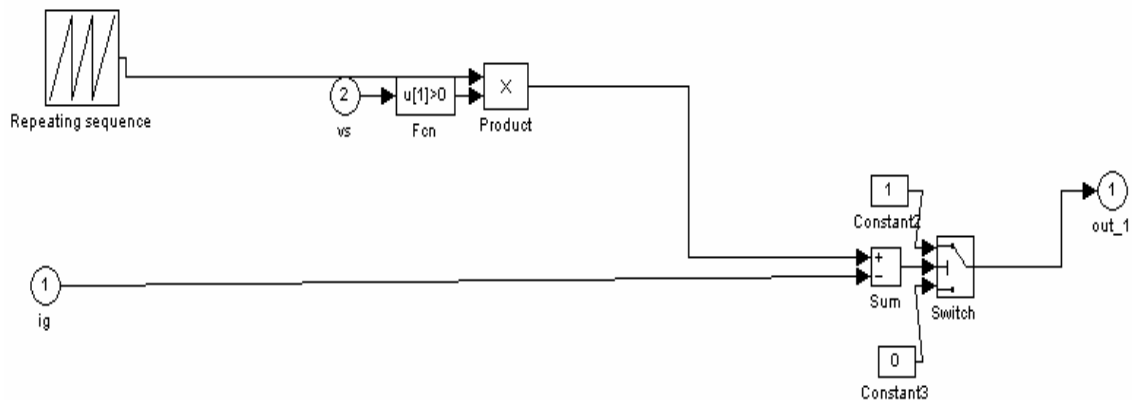 Repeating sequence
2
vs
u[1]>0
Fcn
X
Product
1
Constant2
1
out_1
+
−
Sum
Switch
1
ig
0
Constant3